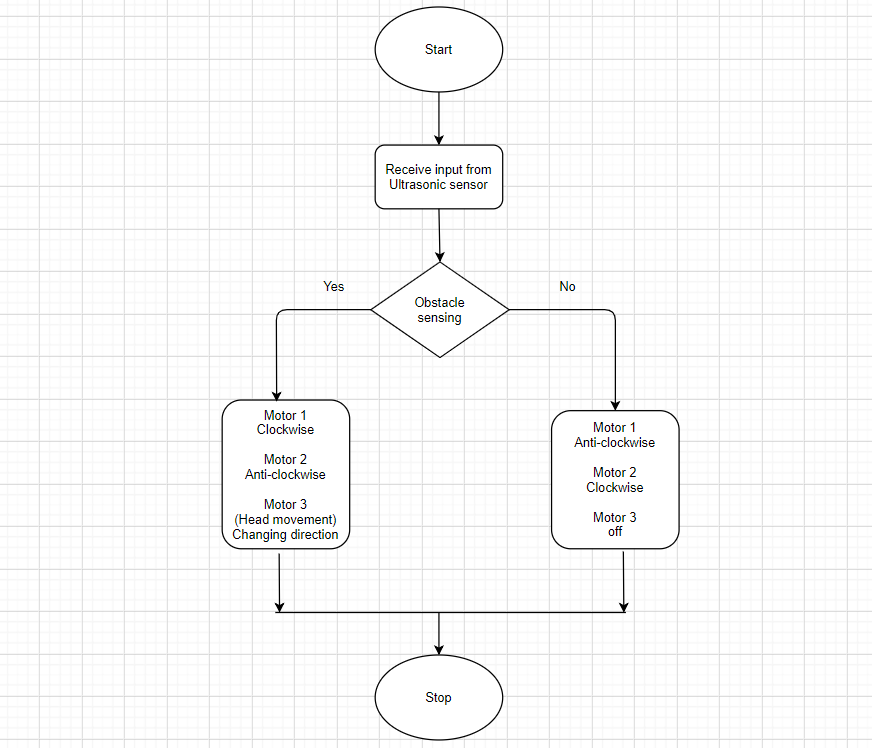 Start
Receive input from
Ultrasonic sensor
Yes
No
Obstacle
sensing
Motor 1
Clockwise
Motor 2
Anti-clockwise
Motor 3
(Head movement)
Changing direction
Motor 1
Anti-clockwise
Motor 2
Clockwise
Motor 3
off
Stop